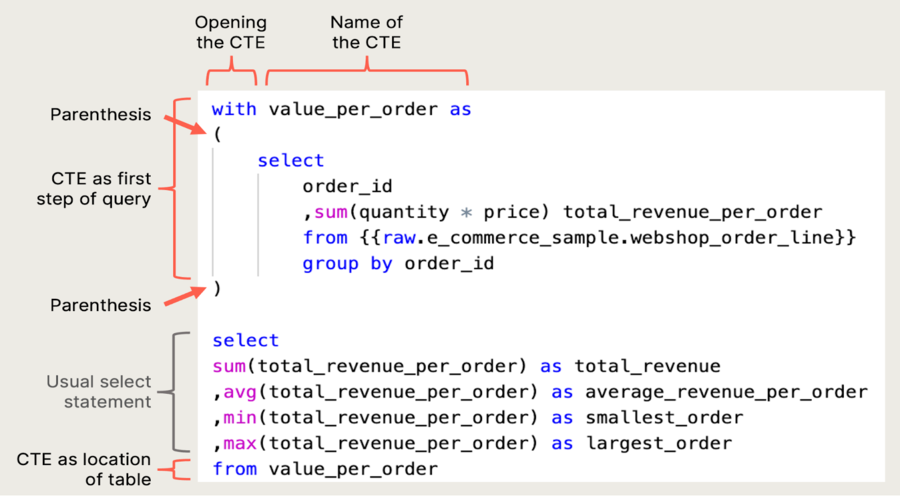 Opening
the CTE
Name of
the CTE
Parenthesis
CTE as first
step of query
Parenthesis
Usual select
statement
CTE as location
of table
with value_per_order as
(
select
order_id
,sum(quantity * price) total_revenue_per_order
from {{raw.e_commerce_sample.webshop_order_line}}
group by order_id
)
select
sum(total_revenue_per_order) as total_revenue
,avg(total_revenue_per_order) as average_revenue_per_order
,min(total_revenue_per_order) as smallest_order
,max(total_revenue_per_order) as largest_order
from value_per_order